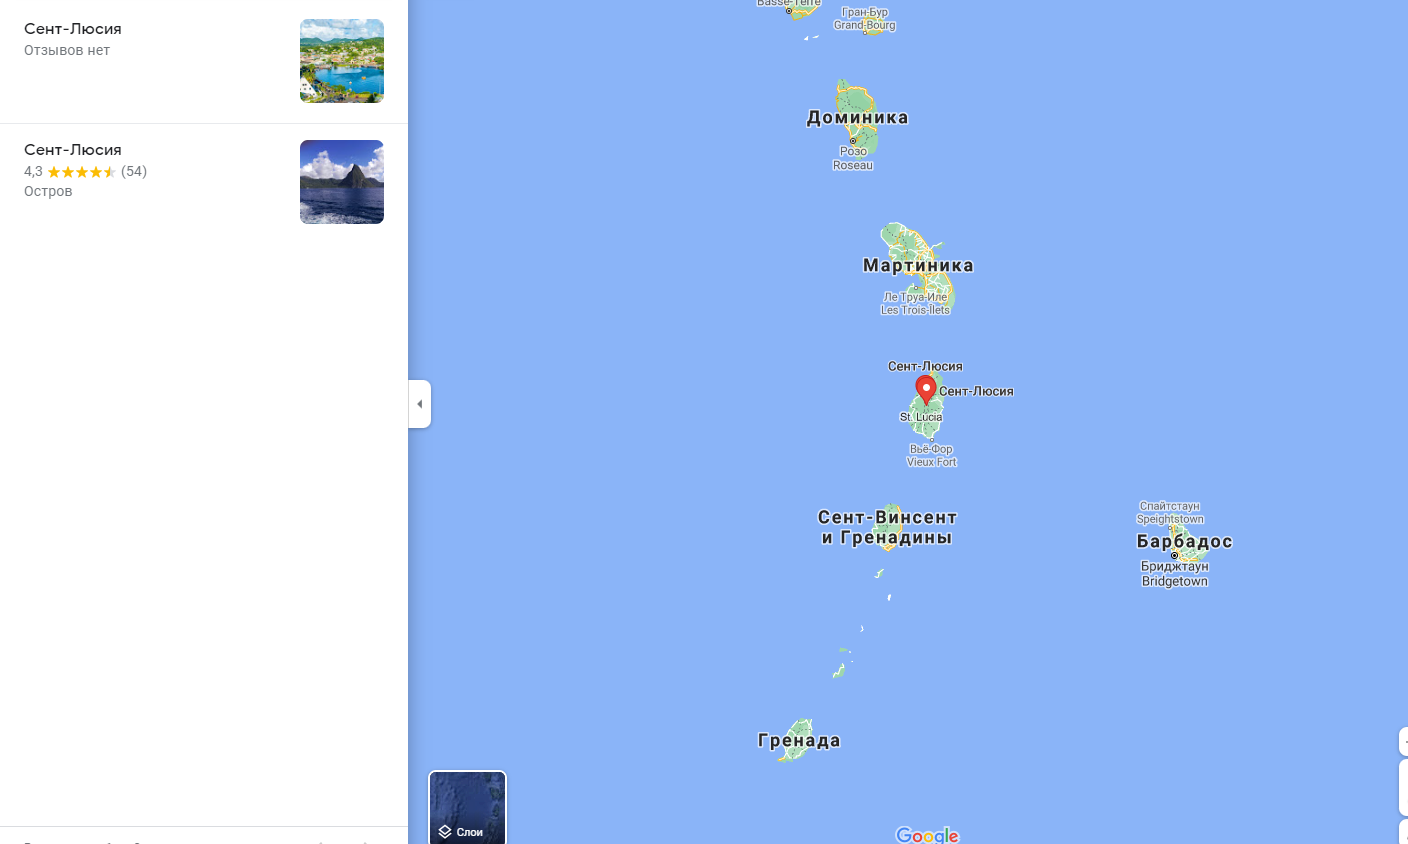 Сент-Люсия
Отзывов нет
Сент-Люсия
4,3 (54)
Остров
Basse-Terre
Гран-Бур
Grand-Bourg
Доминика
Розо
Roseau
Мартиника
Ле Труа-Иле
Les Trois-Îlets
Сент-Люсия
Сент-Люсия
St. Lucia
Вьё-Фор
Vieux Fort
Сент-Винсент
и Гренадины
Спайтстаун
Speightstown
Барбадос
Бриджтаун
Bridgetown
Гренада
Слои
Google